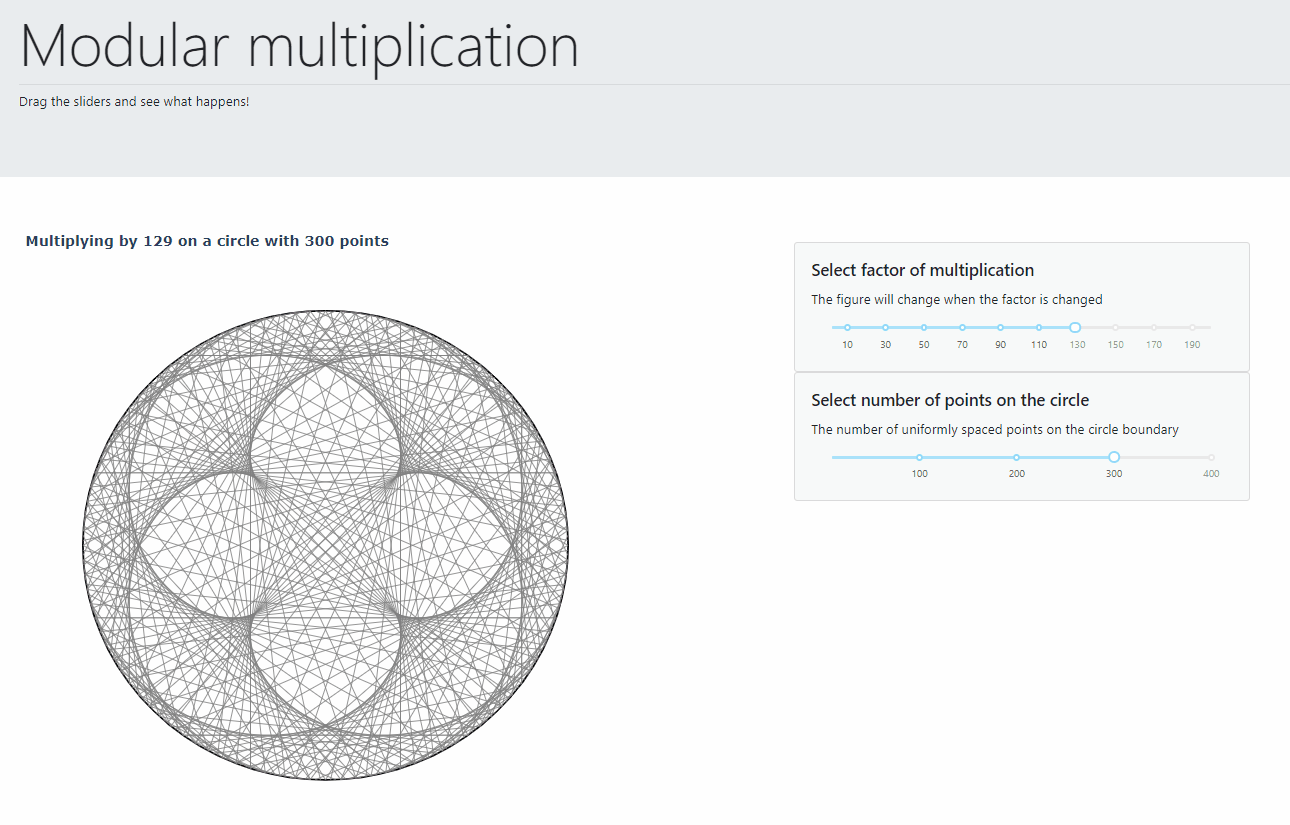 Modular multiplication
Drag the sliders and see what happens!
Multiplying by 129 on a circle with 300 points
Select factor of multiplication
The figure will change when the factor is changed
10 30 50 70 90 110 130 150 170 190
Select number of points on the circle
The number of uniformly spaced points on the circle boundary
100 200 300 400